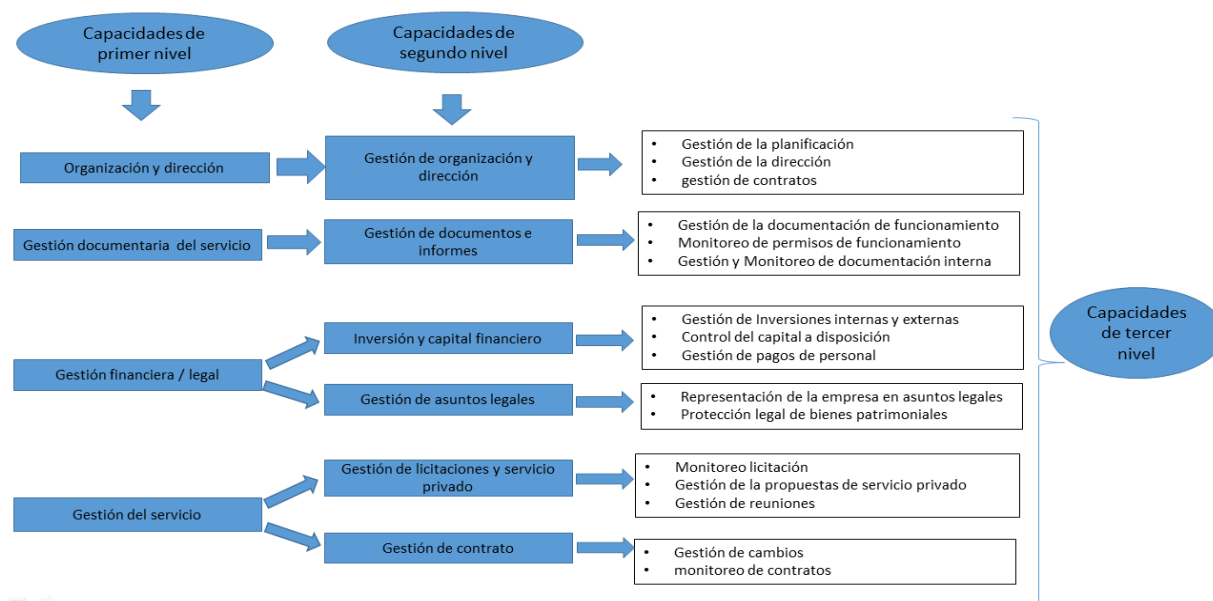 Capacidades de
primer nivel
Capacidades de
segundo nivel
Organización y dirección
Gestión de organización y
dirección
• Gestión de la planificación
• Gestión de la dirección
• gestión de contratos
Gestión documentaria del servicio
Gestión de documentos e
informes
• Gestión de la documentación de funcionamiento
• Monitoreo de permisos de funcionamiento
• Gestión y Monitoreo de documentación interna
Gestión financiera / legal
Inversión y capital financiero
• Gestión de Inversiones internas y externas
• Control del capital a disposición
• Gestión de pagos de personal
Gestión de asuntos legales
• Representación de la empresa en asuntos legales
• Protección legal de bienes patrimoniales
Gestión del servicio
Gestión de licitaciones y servicio
privado
• Monitoreo licitación
• Gestión de la propuestas de servicio privado
• Gestión de reuniones
Gestión de contrato
• Gestión de cambios
• monitoreo de contratos
Capacidades
de tercer
nivel